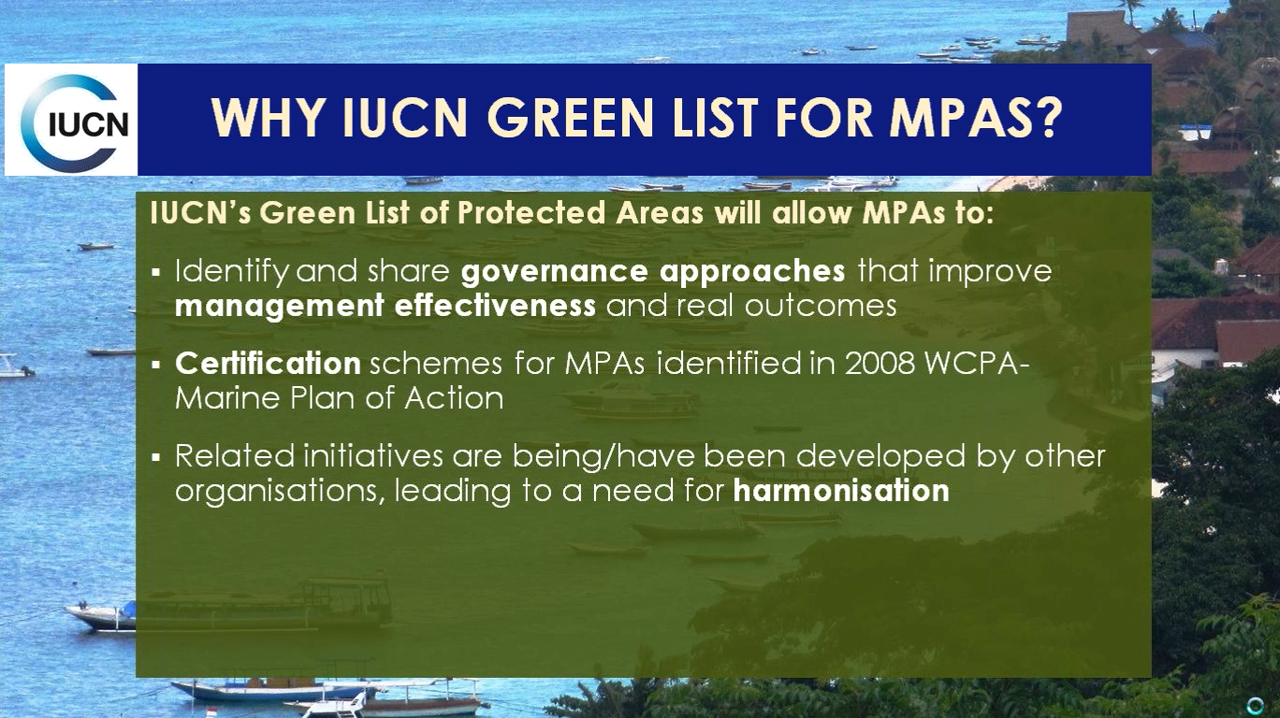 IUCN
WHY IUCN GREEN LIST FOR MPAS?
IUCN's Green List of Protected Areas will allow MPAs to:
▪ Identify and share governance approaches that improve
management effectiveness and real outcomes
▪ Certification schemes for MPAs identified in 2008 WCPA-
Marine Plan of Action
▪ Related initiatives are being/have been developed by other
organisations, leading to a need for harmonisation